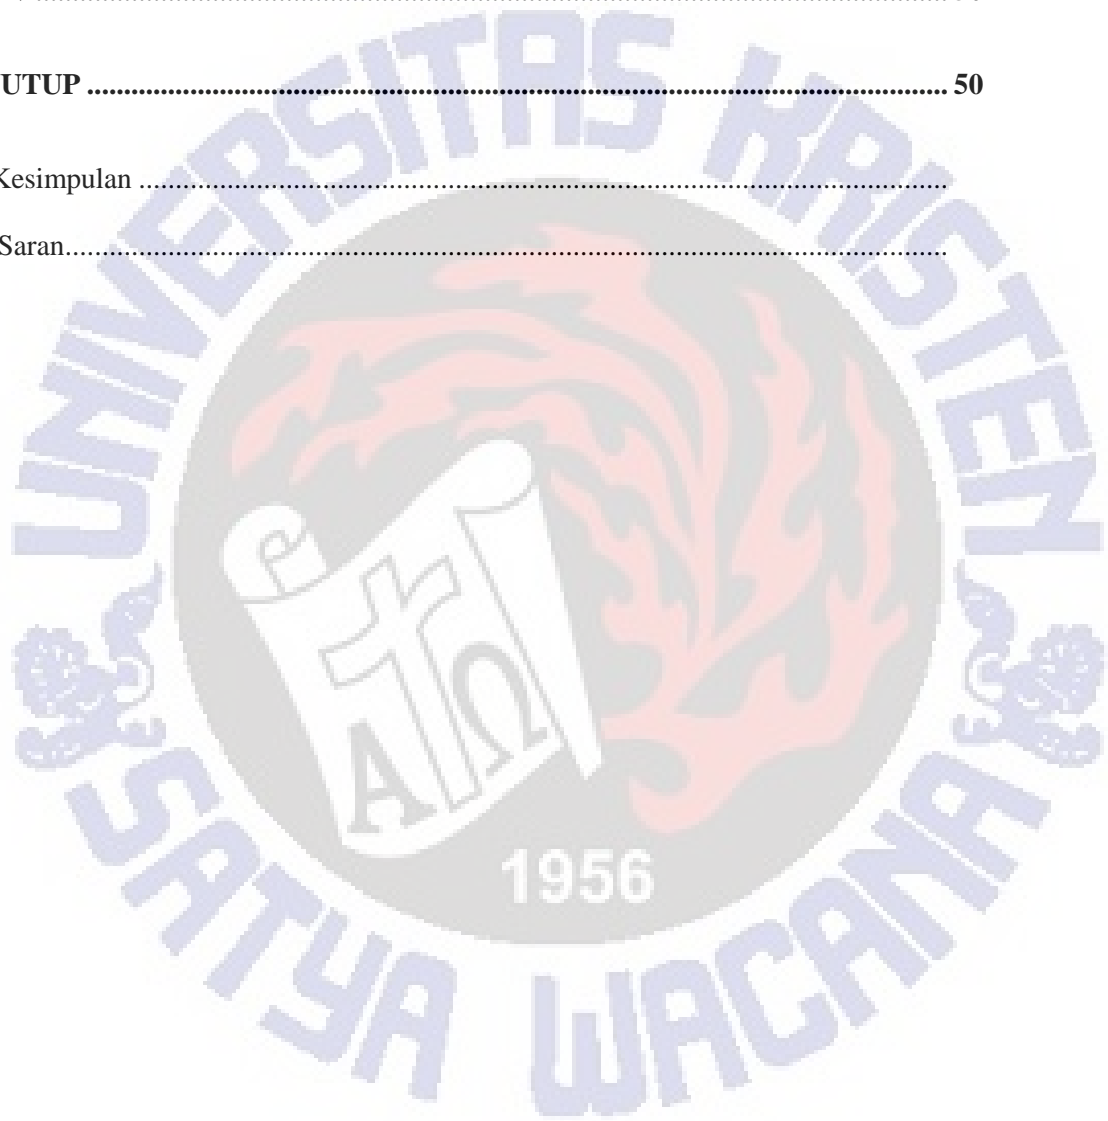 UTUP ........................................................................................................................ 50
Kesimpulan ................................................................................................................
Saran..........................................................................................................................
UNIVERSITAS KRISTEN
SATYA WACANA
Α Ω
1956